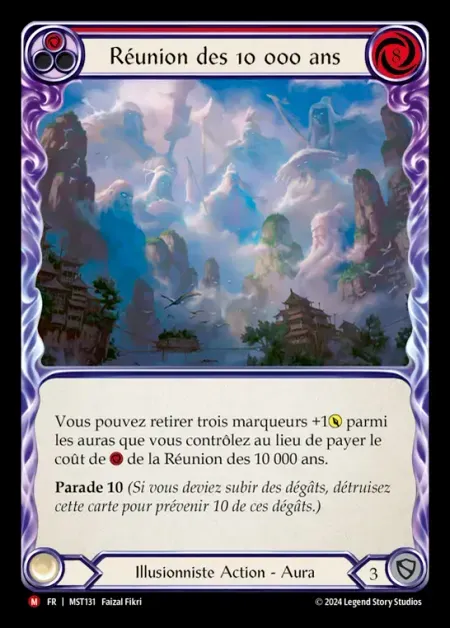 Réunion des 10 000 ans
8
Vous pouvez retirer trois marqueurs +1 parmi
les auras que vous contrôlez au lieu de payer le
coût de de la Réunion des 10 000 ans.
Parade 10 (Si vous deviez subir des dégâts, détruisez
cette carte pour prévenir 10 de ces dégâts.)
Illusionniste Action - Aura
3
M FR | MST131 Faizal Fikri
© 2024 Legend Story Studios